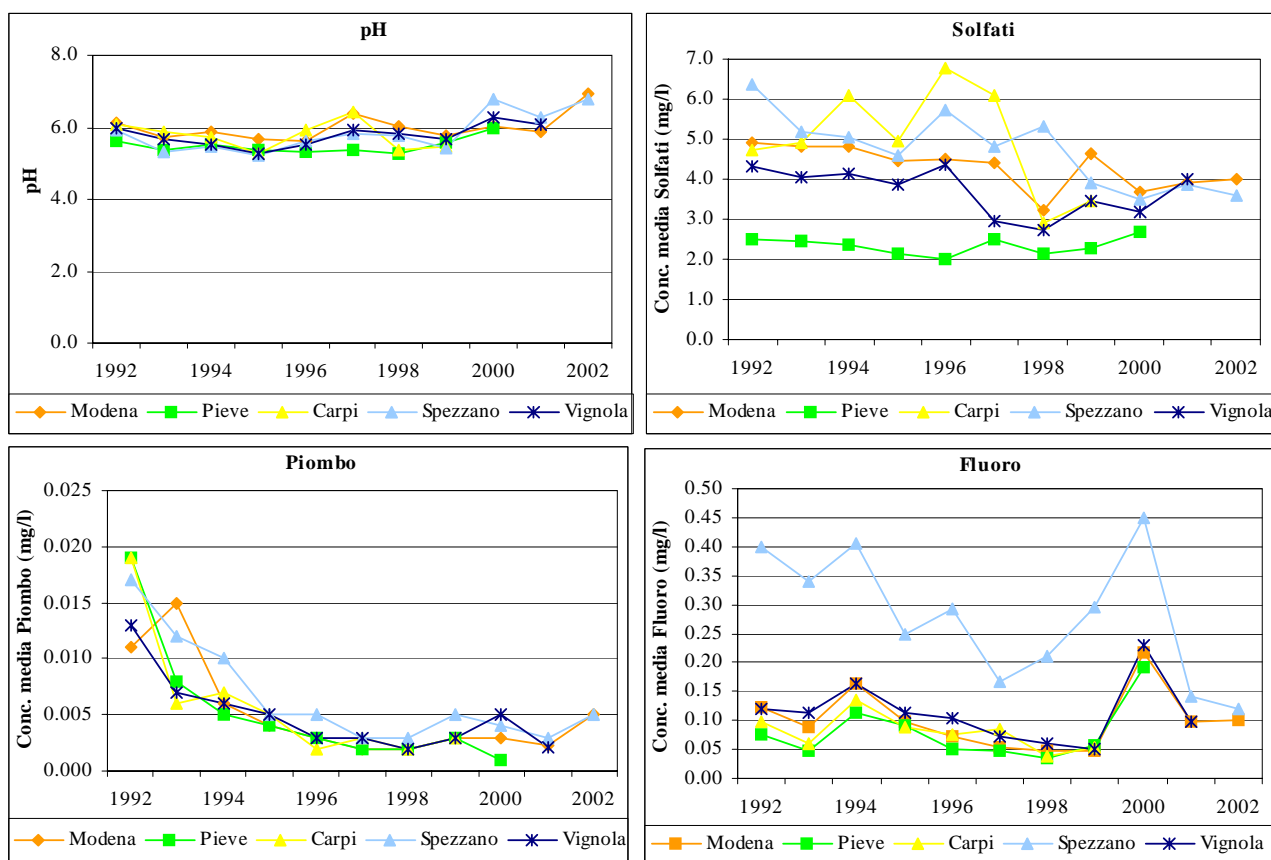 pH
8.0
6.0
4.0
2.0
0.0
pH
1992 1994 1996 1998 2000 2002
Modena Pieve Carpi Spezzano Vignola
Solfati
7.0
6.0
5.0
4.0
3.0
2.0
1.0
0.0
Conc. media Solfati (mg/l)
1992 1994 1996 1998 2000 2002
Modena Pieve Carpi Spezzano Vignola
Piombo
0.025
0.020
0.015
0.010
0.005
0.000
Conc. media Piombo (mg/l)
1992 1994 1996 1998 2000 2002
Modena Pieve Carpi Spezzano Vignola
Fluoro
0.50
0.45
0.40
0.35
0.30
0.25
0.20
0.15
0.10
0.05
0.00
Conc. media Fluoro (mg/l)
1992 1994 1996 1998 2000 2002
Modena Pieve Carpi Spezzano Vignola